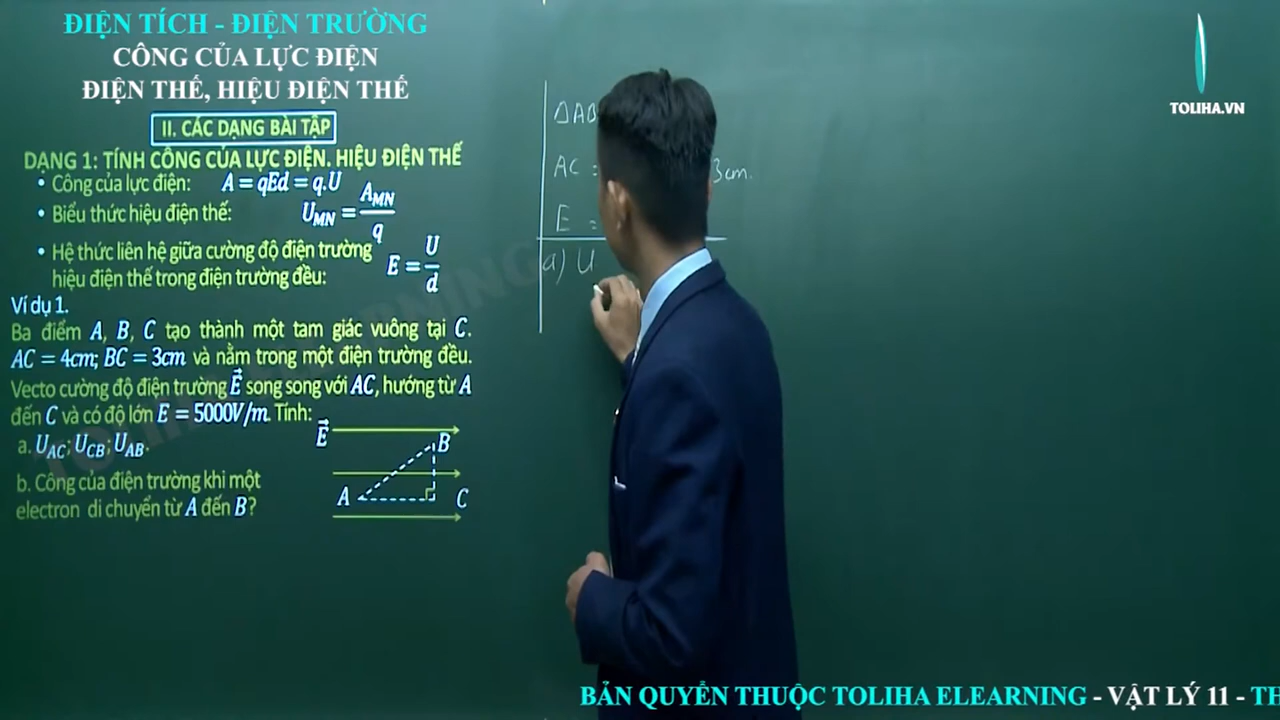 ĐIỆN TÍCH - ĐIỆN TRƯỜNG
CÔNG CỦA LỰC ĐIỆN
ĐIỆN THẾ, HIỆU ĐIỆN THẾ
II. CÁC DẠNG BÀI TẬP
DẠNG 1: TÍNH CÔNG CỦA LỰC ĐIỆN. HIỆU ĐIỆN THẾ
• Công của lực điện: A = qEd = q.U
• Biểu thức hiệu điện thế: U_MN = A_MN / q
• Hệ thức liên hệ giữa cường độ điện trường
hiệu điện thế trong điện trường đều: E = U / d
Ví dụ 1.
Ba điểm A, B, C tạo thành một tam giác vuông tại C.
AC = 4cm; BC = 3cm và nằm trong một điện trường đều.
Vecto cường độ điện trường E⃗ song song với AC, hướng từ A
đến C và có độ lớn E = 5000V/m. Tính:
a. U_AC; U_CB; U_AB.
b. Công của điện trường khi một
electron di chuyển từ A đến B?
E⃗
B
A
C
ΔAB
AC =
3cm.
E =
a) U
TOLIHA.VN
BẢN QUYỀN THUỘC TOLIHA ELEARNING - VẬT LÝ 11 - TH